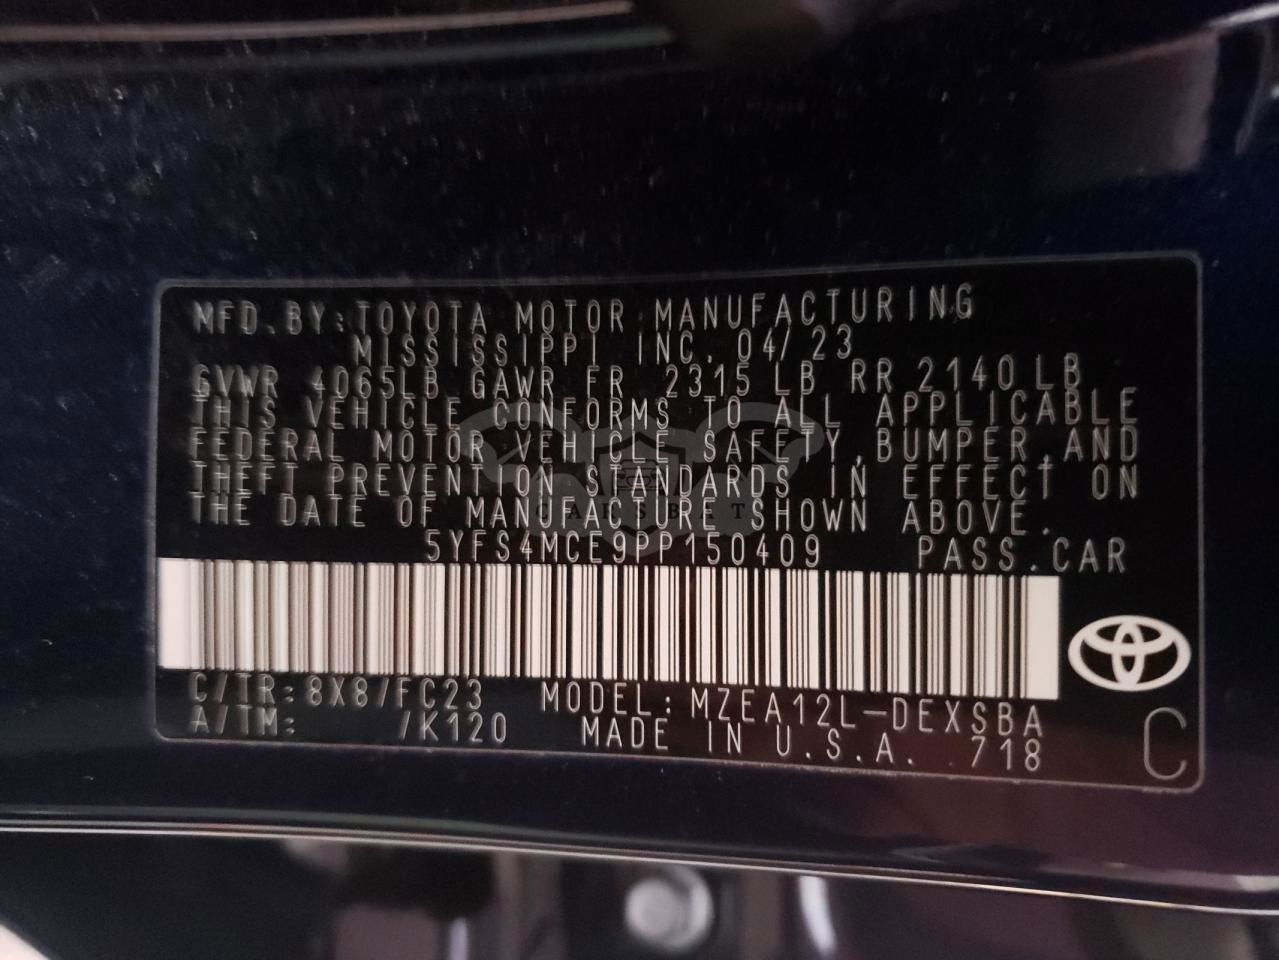 MFD.BY:TOYOTA MOTOR MANUFACTURING
MISSISSIPPI INC. 04/23
GVWR 4065LB GAWR FR 2315 LB RR 2140LB
THIS VEHICLE CONFORMS TO ALL APPLICABLE
FEDERAL MOTOR VEHICLE SAFETY,BUMPER,AND
THEFT PREVENTION STANDARDS IN EFFECT ON
THE DATE OF MANUFACTURE SHOWN ABOVE.
CARSBET
5YFS4MCE9PP150409 PASS.CAR
C/TR:8X8/FC23 MODEL:MZEA12L-DEXSBA
A/TM: /K120 MADE IN U.S.A. 718
C